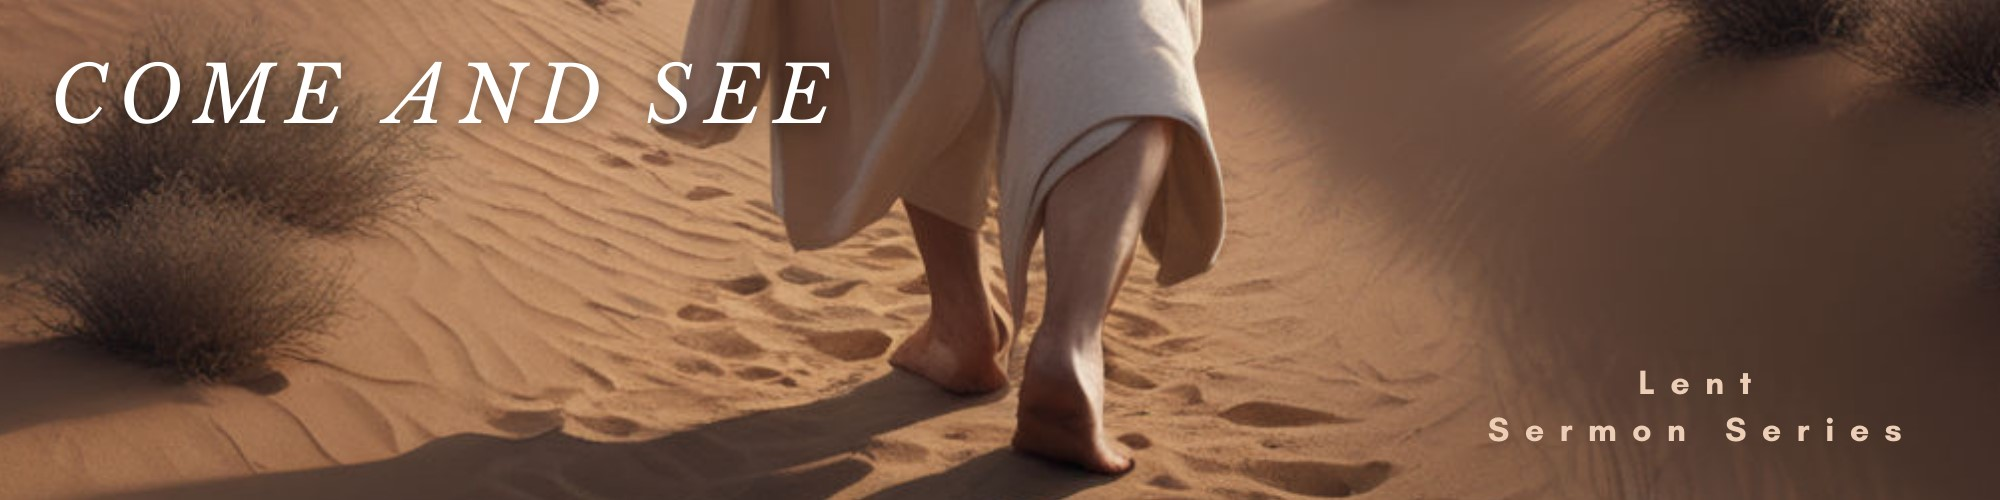 COME AND SEE
Lent
Sermon Series